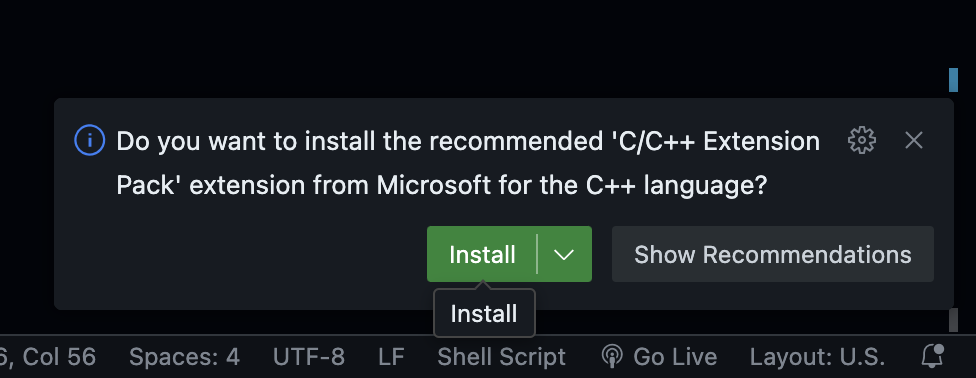 Do you want to install the recommended 'C/C++ Extension
Pack' extension from Microsoft for the C++ language?
Install
Show Recommendations
Install
, Col 56
Spaces: 4
UTF-8
LF
Shell Script
Go Live
Layout: U.S.